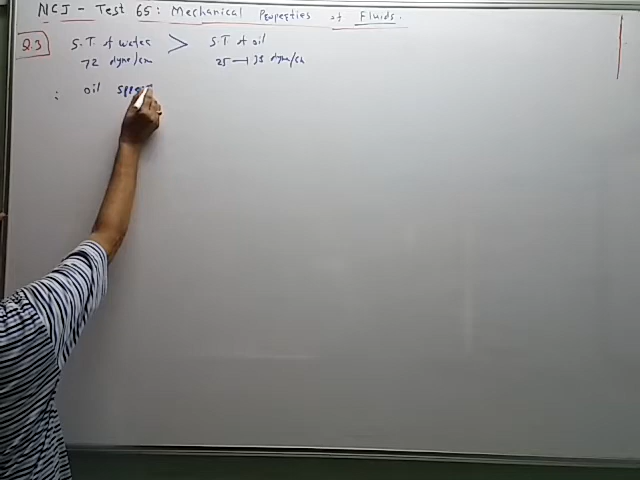 NCJ - Test 65: Mechanical Properties of Fluids.
Q.3 S.T of water > S.T of oil
72 dyne/cm 25 → 35 dyne/cm
: oil